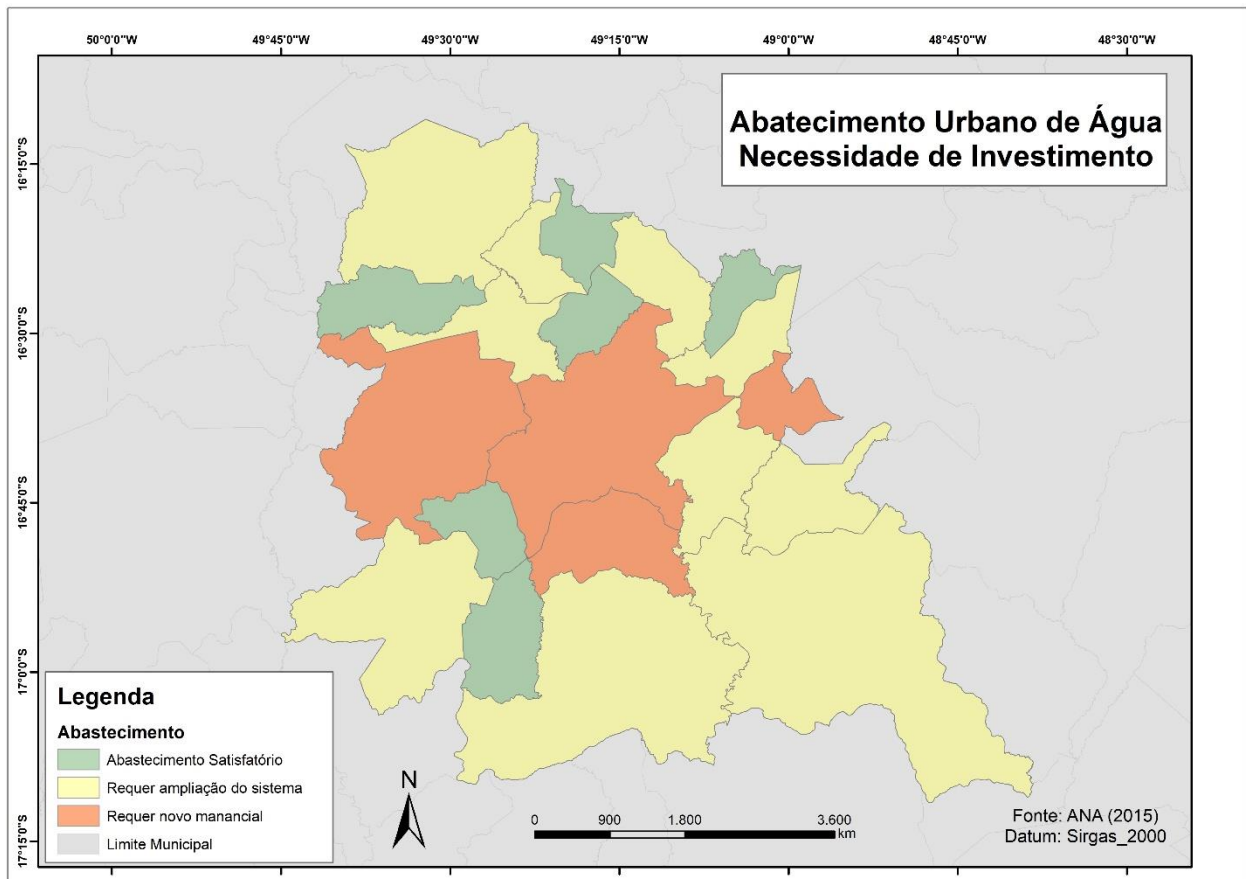 50°0'0"W 49°45'0"W 49°30'0"W 49°15'0"W 49°0'0"W 48°45'0"W 48°30'0"W
Abatecimento Urbano de Água
Necessidade de Investimento
16°15'0"S
16°30'0"S
16°45'0"S
17°0'0"S
17°15'0"S
Legenda
Abastecimento
Abastecimento Satisfatório
Requer ampliação do sistema
Requer novo manancial
Limite Municipal
N
0 900 1.800 3.600
km
Fonte: ANA (2015)
Datum: Sirgas_2000